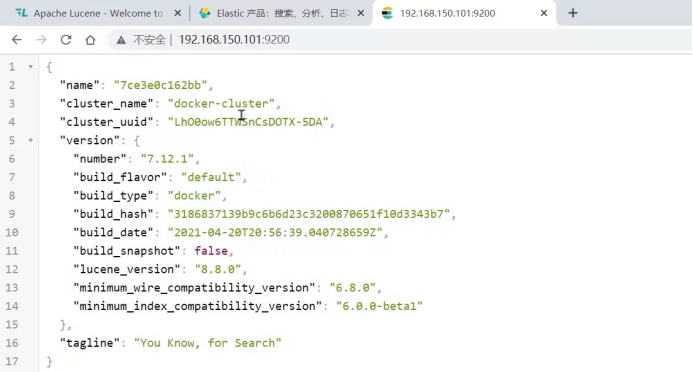 Apache Lucene - Welcome to
Elastic 产品：搜索、分析、日志
192.168.150.101:9200
不安全 | 192.168.150.101:9200
1 {
2 "name": "7ce3e0c162bb",
3 "cluster_name": "docker-cluster",
4 "cluster_uuid": "LhO0ow6TTWSnCsDOTX-5DA",
5 "version": {
6 "number": "7.12.1",
7 "build_flavor": "default",
8 "build_type": "docker",
9 "build_hash": "3186837139b9c6b6d23c3200870651f10d3343b7",
10 "build_date": "2021-04-20T20:56:39.040728659Z",
11 "build_snapshot": false,
12 "lucene_version": "8.8.0",
13 "minimum_wire_compatibility_version": "6.8.0",
14 "minimum_index_compatibility_version": "6.0.0-beta1"
15 },
16 "tagline": "You Know, for Search"
17 }